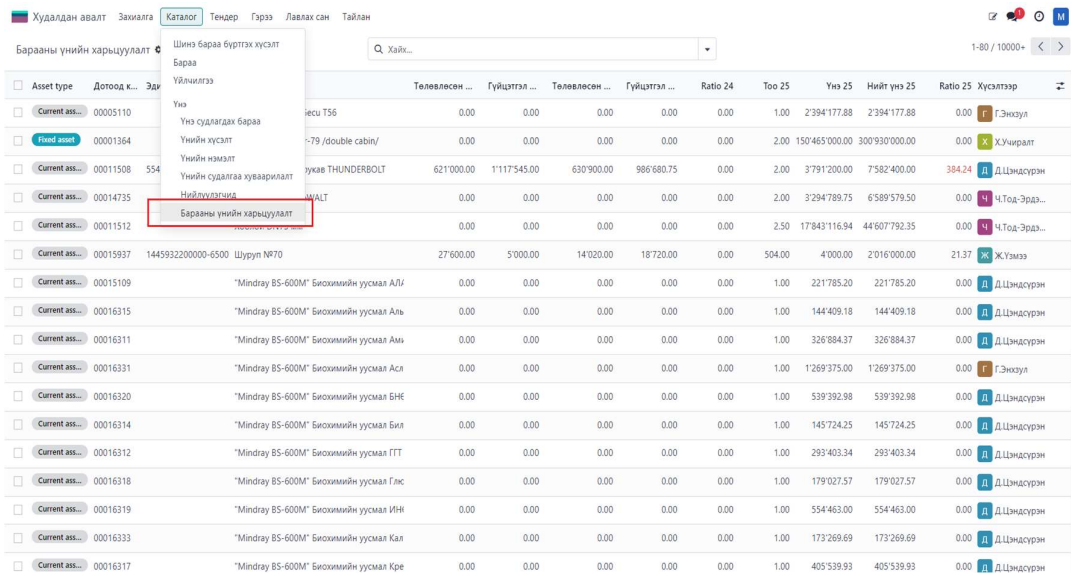 Худалдан авалт Захиалга Каталог Тендер Гэрээ Лавлах сан Тайлан 1 M
Барааны үнийн харьцуулалт Хайх... 1-80 / 10000+
Шинэ бараа бүртгэх хүсэлт
Бараа
Үйлчилгээ
Үнэ
Үнэ судлагдах бараа
Үнийн хүсэлт
Үнийн нэмэлт
Үнийн судалгаа хуваарилалт
Нийлүүлэгчид
Барааны үнийн харьцуулалт
Asset type Дотоод к... Эди Төлөвлөсөн ... Гүйцэтгэл ... Төлөвлөсөн ... Гүйцэтгэл ... Ratio 24 Тоо 25 Үнэ 25 Нийт үнэ 25 Ratio 25 Хүсэлтээр
Current ass... 00005110 ecu T56 0.00 0.00 0.00 0.00 0.00 1.00 2'394'177.88 2'394'177.88 0.00 Г Г.Энхзул
Fixed asset 00001364 -79 /double cabin/ 0.00 0.00 0.00 0.00 0.00 2.00 150'465'000.00 300'930'000.00 0.00 Х Х.Учиралт
Current ass... 00011508 554 рукав THUNDERBOLT 621'000.00 1'117'545.00 630'900.00 986'680.75 0.00 2.00 3'791'200.00 7'582'400.00 384.24 Д Д.Цэндсүрэн
Current ass... 00014735 WALT 0.00 0.00 0.00 0.00 0.00 2.00 3'294'789.75 6'589'579.50 0.00 Ч Ч.Тод-Эрдэ...
Current ass... 00011512 0.00 0.00 0.00 0.00 0.00 2.50 17'843'116.94 44'607'792.35 0.00 Ч Ч.Тод-Эрдэ...
Current ass... 00015937 1445932200000-6500 Шуруп №70 27'600.00 5'000.00 14'020.00 18'720.00 0.00 504.00 4'000.00 2'016'000.00 21.37 Ж Ж.Үзмээ
Current ass... 00015109 "Mindray BS-600M" Биохимийн уусмал АЛА 0.00 0.00 0.00 0.00 0.00 1.00 221'785.20 221'785.20 0.00 Д Д.Цэндсүрэн
Current ass... 00016315 "Mindray BS-600M" Биохимийн уусмал Аль 0.00 0.00 0.00 0.00 0.00 1.00 144'409.18 144'409.18 0.00 Д Д.Цэндсүрэн
Current ass... 00016311 "Mindray BS-600M" Биохимийн уусмал Ами 0.00 0.00 0.00 0.00 0.00 1.00 326'884.37 326'884.37 0.00 Д Д.Цэндсүрэн
Current ass... 00016331 "Mindray BS-600M" Биохимийн уусмал Асл 0.00 0.00 0.00 0.00 0.00 1.00 1'269'375.00 1'269'375.00 0.00 Г Г.Энхзул
Current ass... 00016320 "Mindray BS-600M" Биохимийн уусмал БНЕ 0.00 0.00 0.00 0.00 0.00 1.00 539'392.98 539'392.98 0.00 Д Д.Цэндсүрэн
Current ass... 00016314 "Mindray BS-600M" Биохимийн уусмал Бил 0.00 0.00 0.00 0.00 0.00 1.00 145'724.25 145'724.25 0.00 Д Д.Цэндсүрэн
Current ass... 00016312 "Mindray BS-600M" Биохимийн уусмал ГГТ 0.00 0.00 0.00 0.00 0.00 1.00 293'403.34 293'403.34 0.00 Д Д.Цэндсүрэн
Current ass... 00016318 "Mindray BS-600M" Биохимийн уусмал Глю 0.00 0.00 0.00 0.00 0.00 1.00 179'027.57 179'027.57 0.00 Д Д.Цэндсүрэн
Current ass... 00016319 "Mindray BS-600M" Биохимийн уусмал ИН 0.00 0.00 0.00 0.00 0.00 1.00 554'463.00 554'463.00 0.00 Д Д.Цэндсүрэн
Current ass... 00016333 "Mindray BS-600M" Биохимийн уусмал Кал 0.00 0.00 0.00 0.00 0.00 1.00 173'269.69 173'269.69 0.00 Д Д.Цэндсүрэн
Current ass... 00016317 "Mindray BS-600M" Биохимийн уусмал Кре 0.00 0.00 0.00 0.00 0.00 1.00 405'539.93 405'539.93 0.00 Д Д.Цэндсүрэн